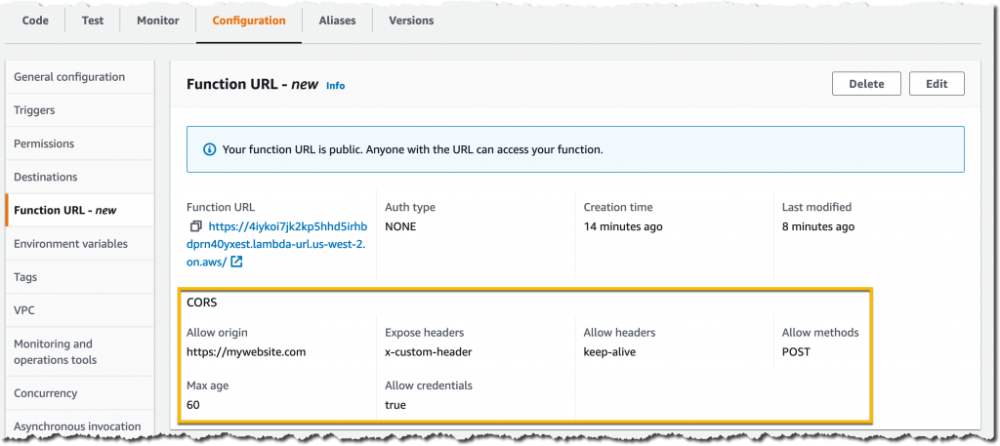 Code
Test
Monitor
Configuration
Aliases
Versions
General configuration
Triggers
Permissions
Destinations
Function URL - new
Environment variables
Tags
VPC
Monitoring and
operations tools
Concurrency
Asynchronous invocation
Function URL - new Info
Delete
Edit
Your function URL is public. Anyone with the URL can access your function.
Function URL
https://4iykoi7jk2kp5hhd5irhb
dprn40yxest.lambda-url.us-west-2.
on.aws/
Auth type
NONE
Creation time
14 minutes ago
Last modified
8 minutes ago
CORS
Allow origin
https://mywebsite.com
Expose headers
x-custom-header
Allow headers
keep-alive
Allow methods
POST
Max age
60
Allow credentials
true